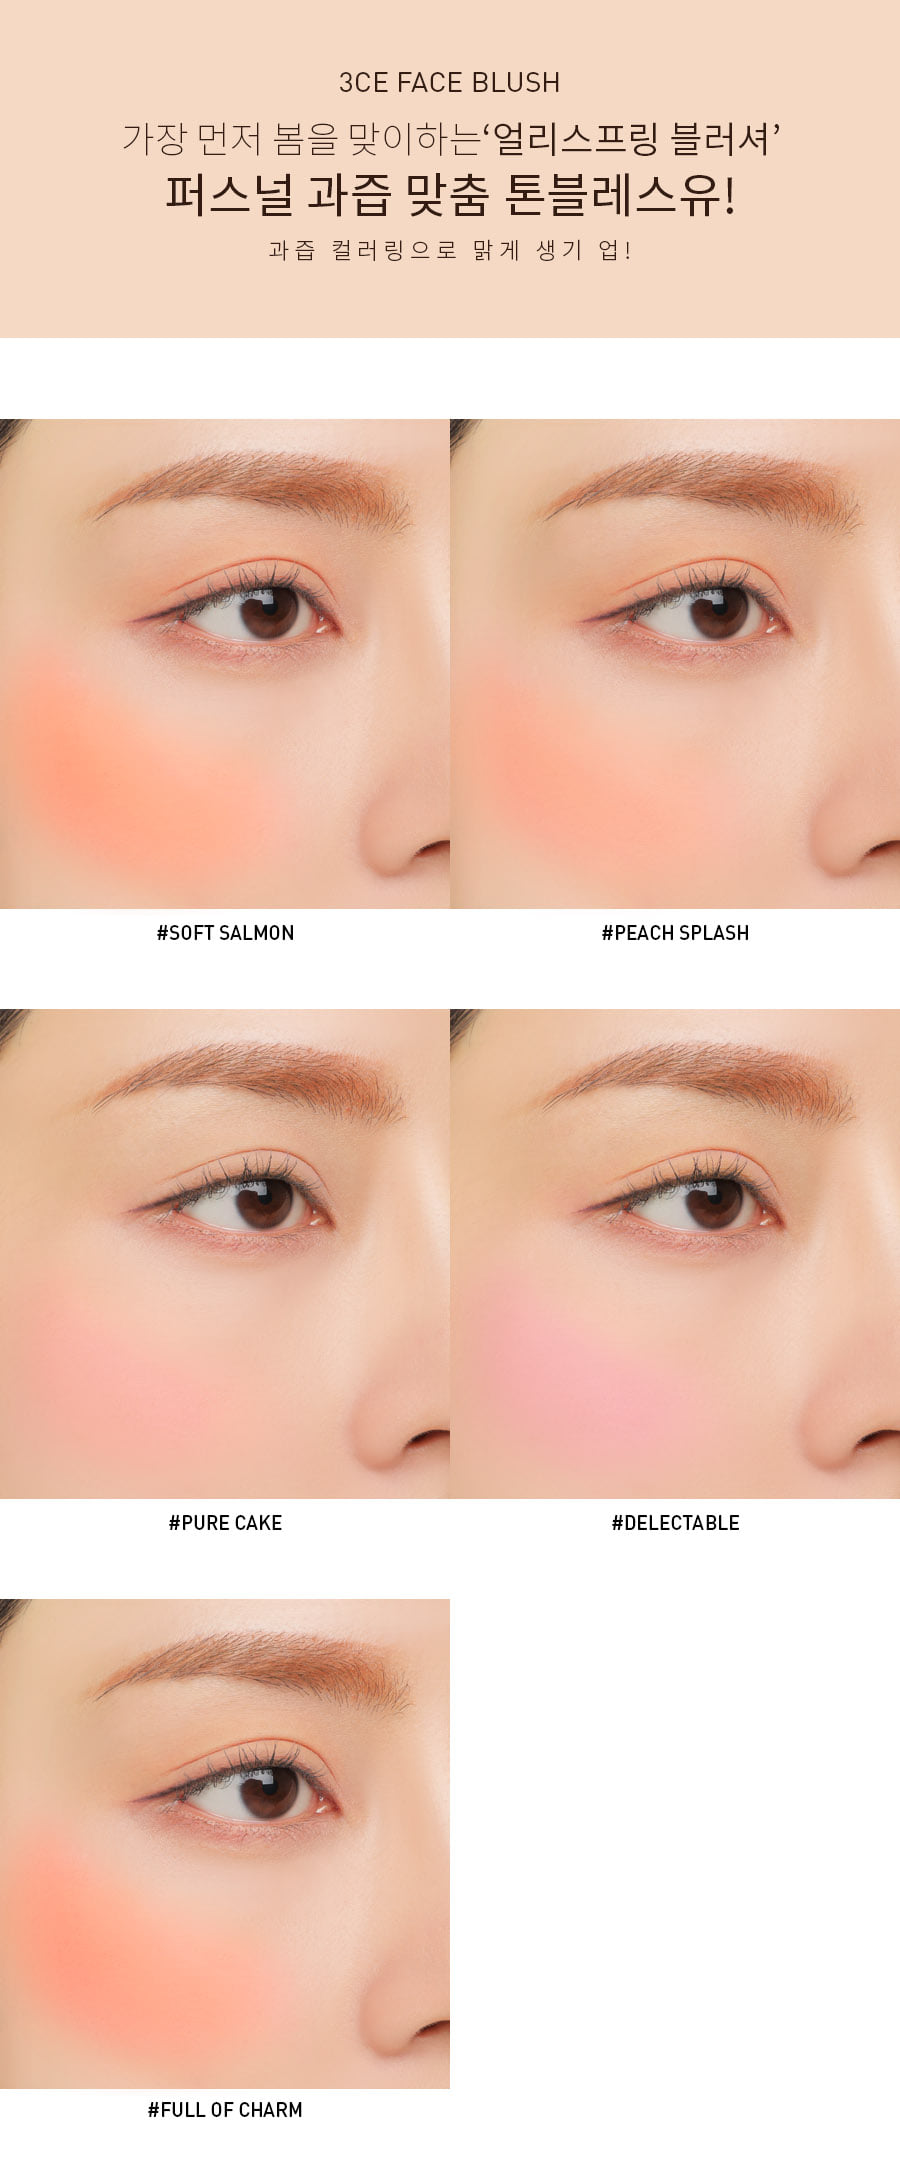 3CE FACE BLUSH
가장 먼저 봄을 맞이하는‘얼리스프링 블러셔’
퍼스널 과즙 맞춤 톤블레스유!
과즙 컬러링으로 맑게 생기 업!
#SOFT SALMON
#PEACH SPLASH
#PURE CAKE
#DELECTABLE
#FULL OF CHARM